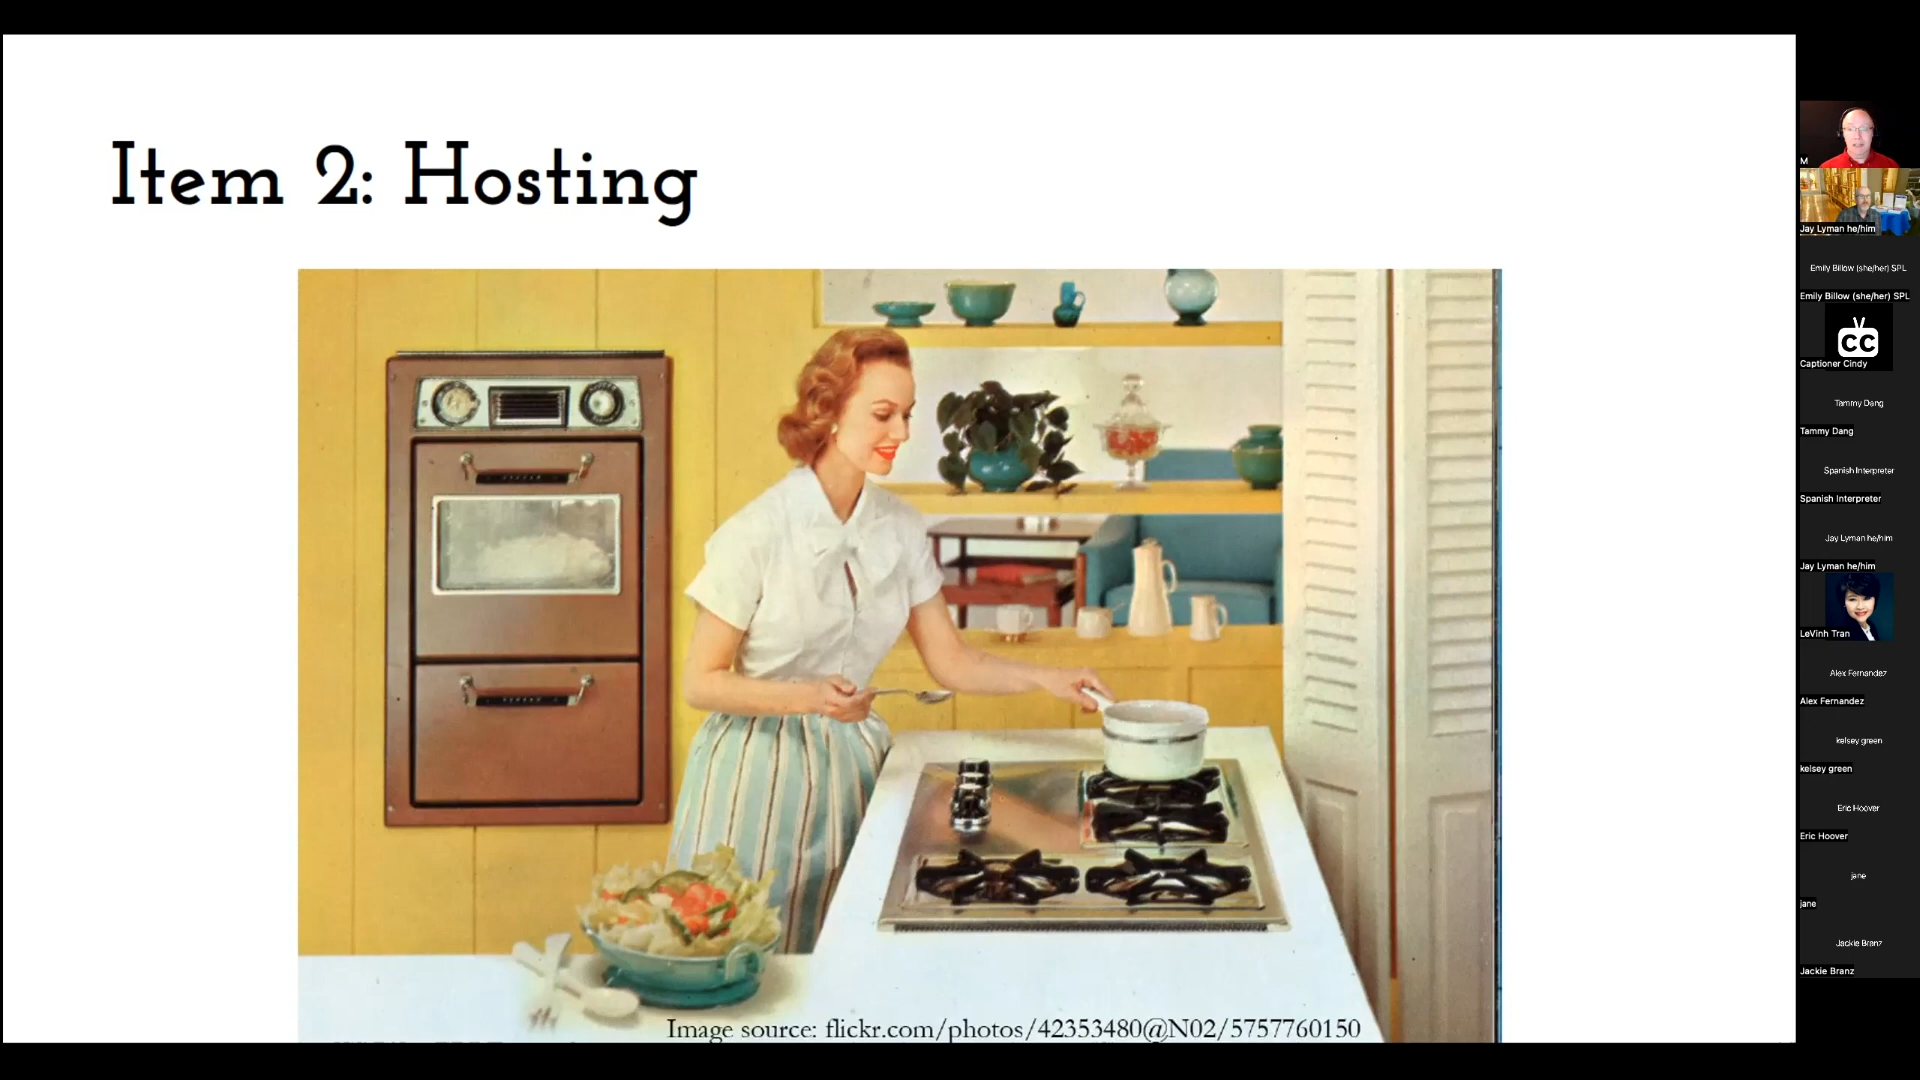 Item 2: Hosting
Image source: flickr.com/photos/42353480@N02/5757760150
M
Jay Lyman he/him
Emily Billow (she/her) SPL
Emily Billow (she/her) SPL
CC
Captioner Cindy
Tammy Dang
Tammy Dang
Spanish Interpreter
Spanish Interpreter
Jay Lyman he/him
Jay Lyman he/him
LeVinh Tran
Alex Fernandez
Alex Fernandez
kelsey green
kelsey green
Eric Hoover
Eric Hoover
jane
jane
Jackie Branz
Jackie Branz